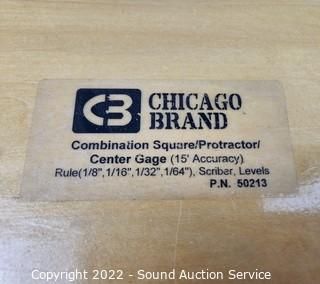 CB CHICAGO
BRAND
Combination Square/Protractor/
Center Gage (15' Accuracy)
Rule(1/8",1/16",1/32",1/64"), Scriber, Levels
P.N. 50213
Copyright 2022 - Sound Auction Service